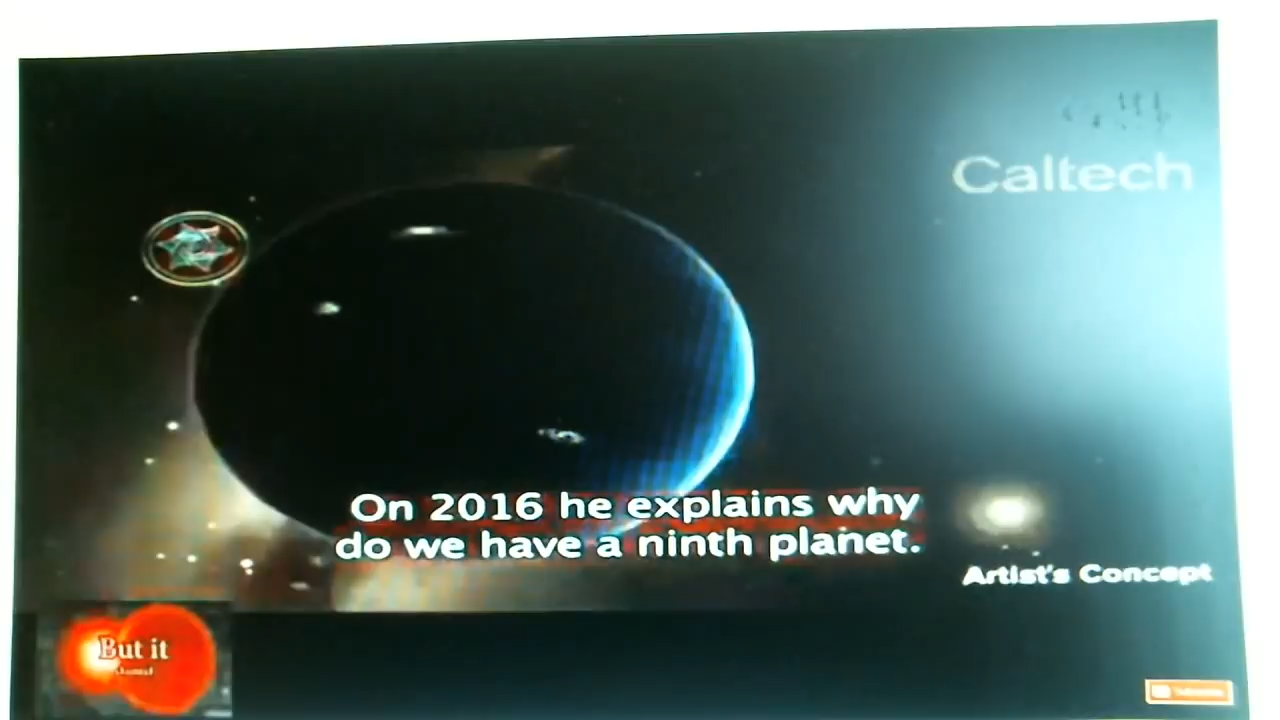 Caltech
On 2016 he explains why
do we have a ninth planet.
Artist's Concept
But it